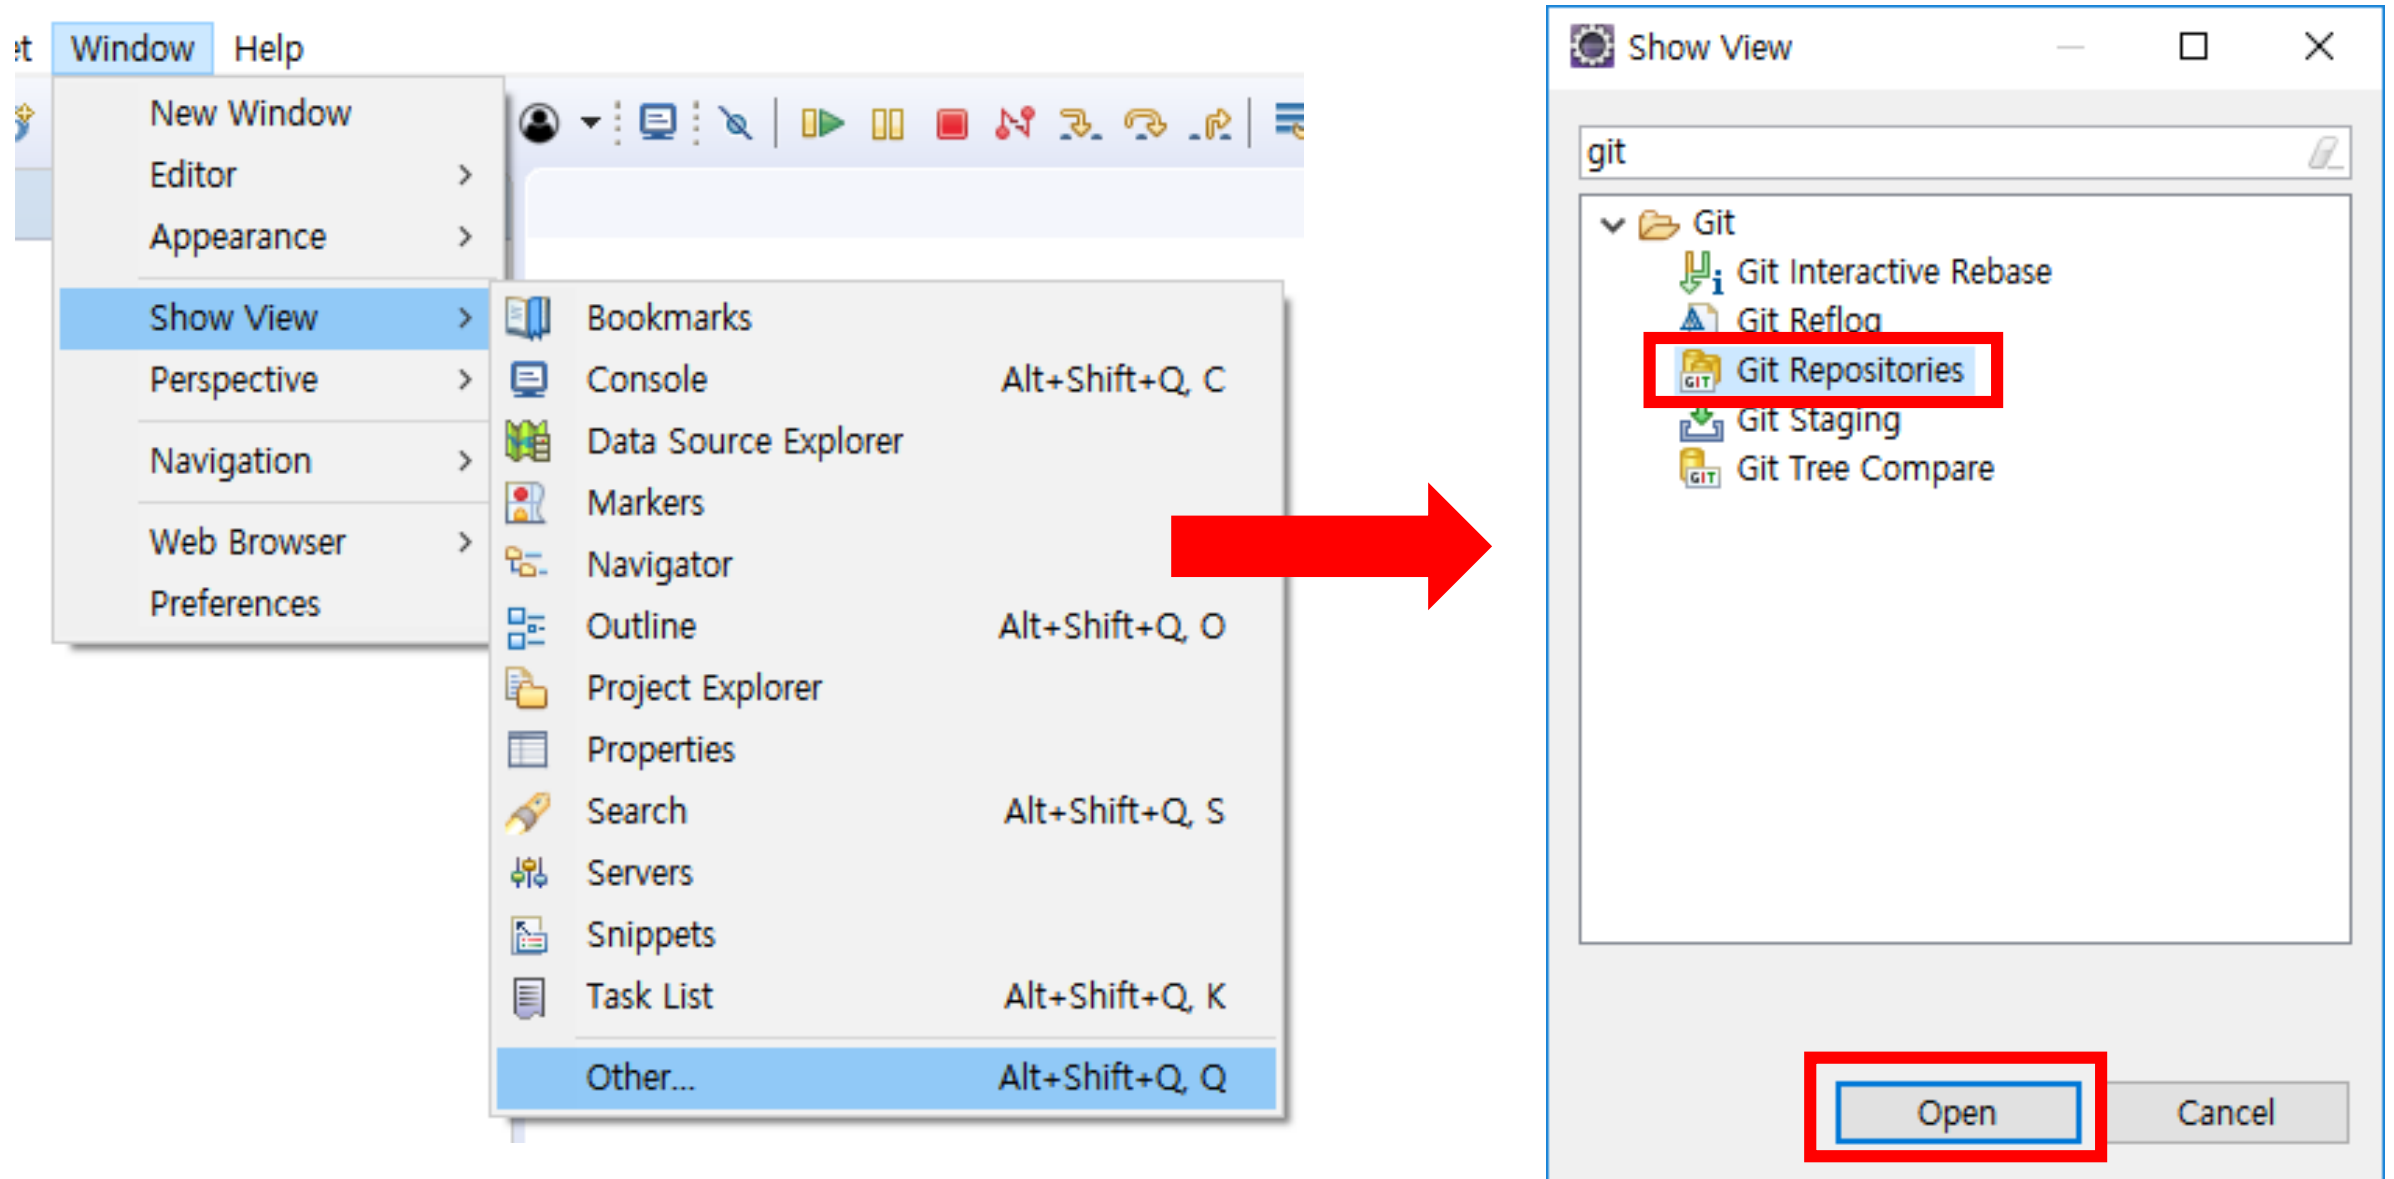 et Window Help
New Window
Editor
Appearance
Show View
Perspective
Navigation
Web Browser
Preferences
Bookmarks
Console Alt+Shift+Q, C
Data Source Explorer
Markers
Navigator
Outline Alt+Shift+Q, O
Project Explorer
Properties
Search Alt+Shift+Q, S
Servers
Snippets
Task List Alt+Shift+Q, K
Other... Alt+Shift+Q, Q
Show View
git
Git
Git Interactive Rebase
Git Reflog
GIT Git Repositories
Git Staging
GIT Git Tree Compare
Open Cancel